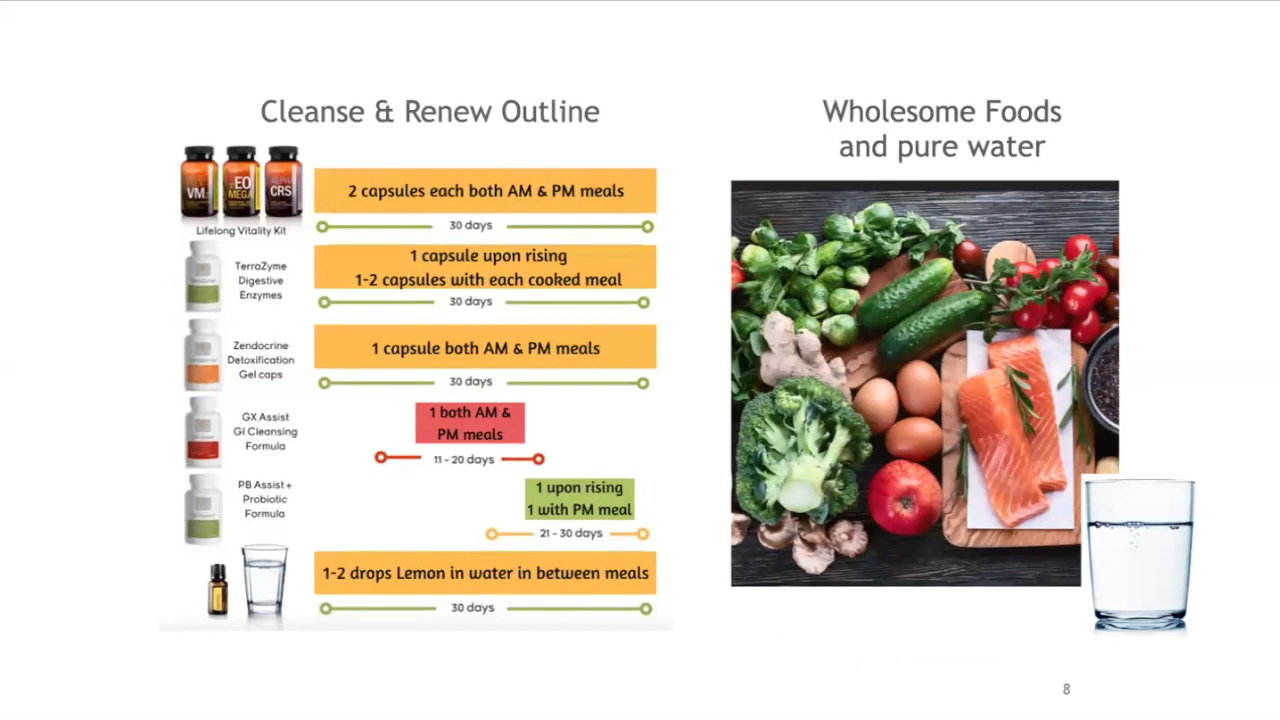 Cleanse & Renew Outline
VM
EO
MEGA
CRS
Lifelong Vitality Kit
2 capsules each both AM & PM meals
30 days
TerraZyme
Digestive
Enzymes
1 capsule upon rising
1-2 capsules with each cooked meal
30 days
Zendocrine
Detoxification
Gel caps
1 capsule both AM & PM meals
30 days
GX Assist
GI Cleansing
Formula
1 both AM &
PM meals
11 - 20 days
PB Assist +
Probiotic
Formula
1 upon rising
1 with PM meal
21 - 30 days
1-2 drops Lemon in water in between meals
30 days
Wholesome Foods
and pure water
8